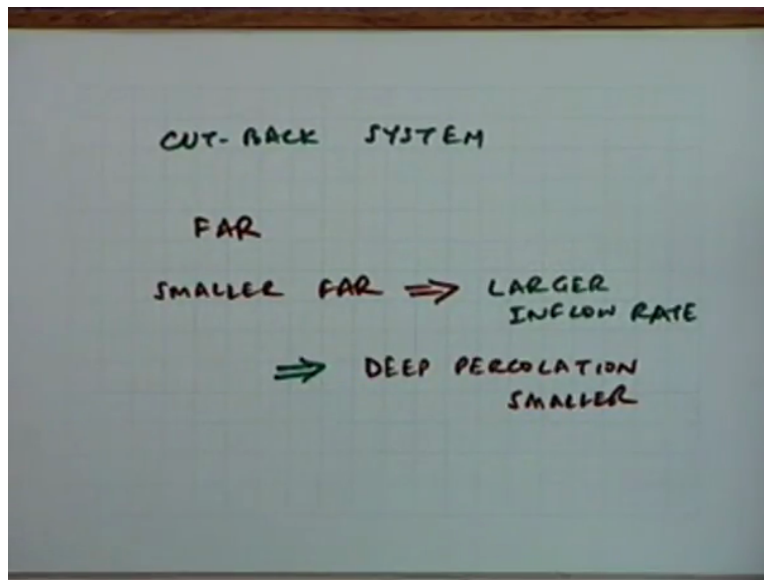 CUT-BACK SYSTEM
FAR
SMALLER FAR ⇒ LARGER
INFLOW RATE
⇒ DEEP PERCOLATION
SMALLER